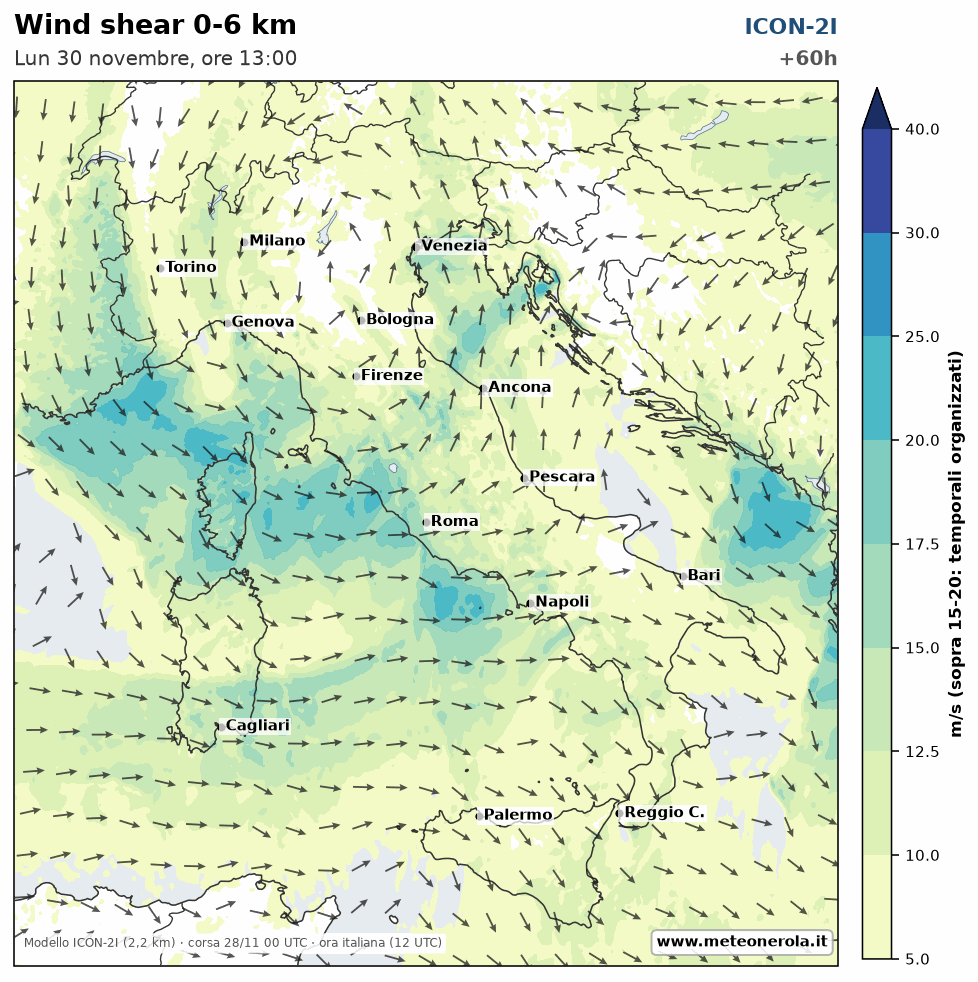 Wind shear 0-6 km
ICON-2I
Lun 30 novembre, ore 13:00
+60h
40.0
30.0
25.0
20.0
17.5
15.0
12.5
10.0
5.0
m/s (sopra 15-20: temporali organizzati)
Milano
Venezia
Torino
Genova
Bologna
Firenze
Ancona
Pescara
Roma
Bari
Napoli
Cagliari
Palermo
Reggio C.
Modello ICON-2I (2,2 km) · corsa 28/11 00 UTC · ora italiana (12 UTC)
www.meteonerola.it